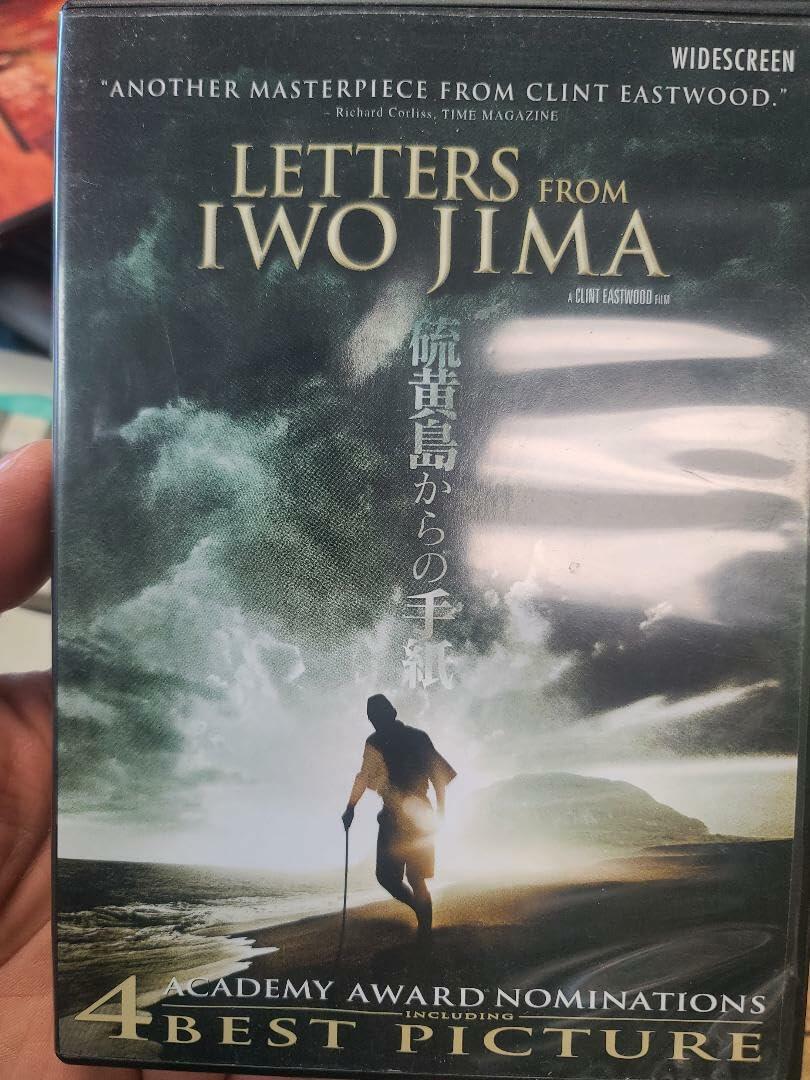 WIDESCREEN
"ANOTHER MASTERPIECE FROM CLINT EASTWOOD."
– Richard Corliss, TIME MAGAZINE
LETTERS FROM
IWO JIMA
A CLINT EASTWOOD FILM
硫黄島からの手紙
4 ACADEMY AWARD NOMINATIONS
INCLUDING
BEST PICTURE